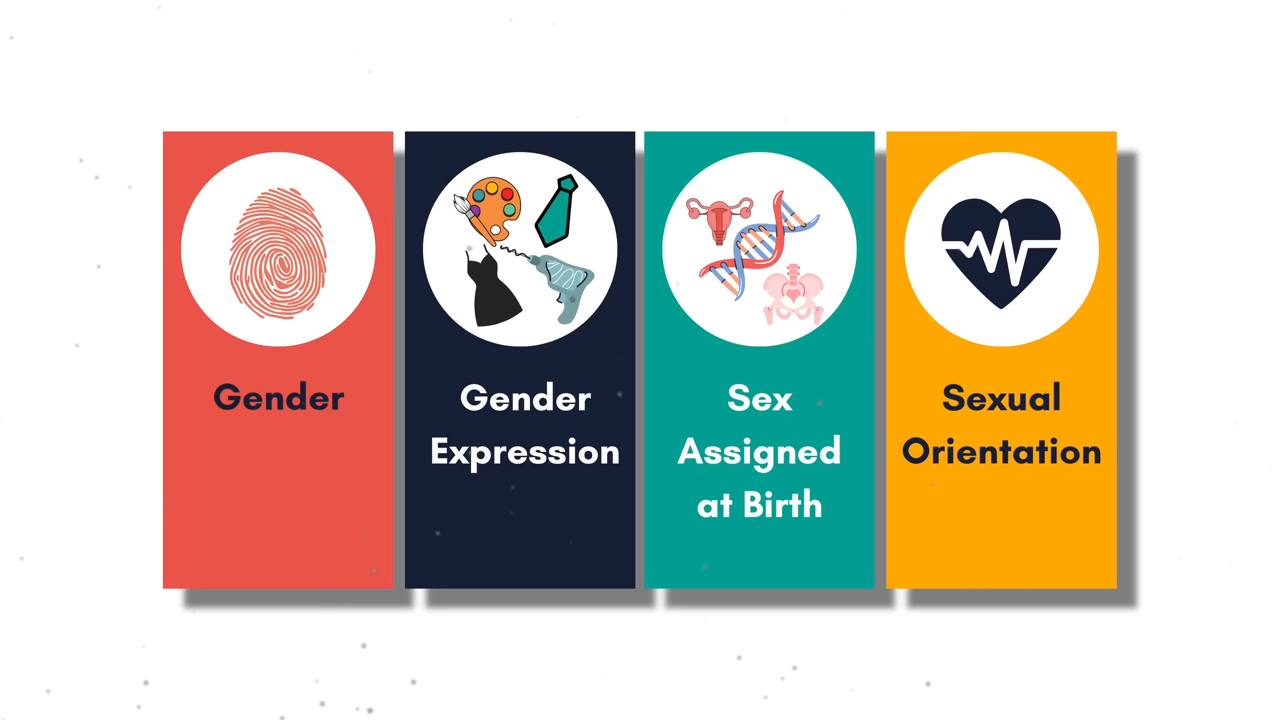 Gender
Gender
Expression
Sex
Assigned
at Birth
Sexual
Orientation